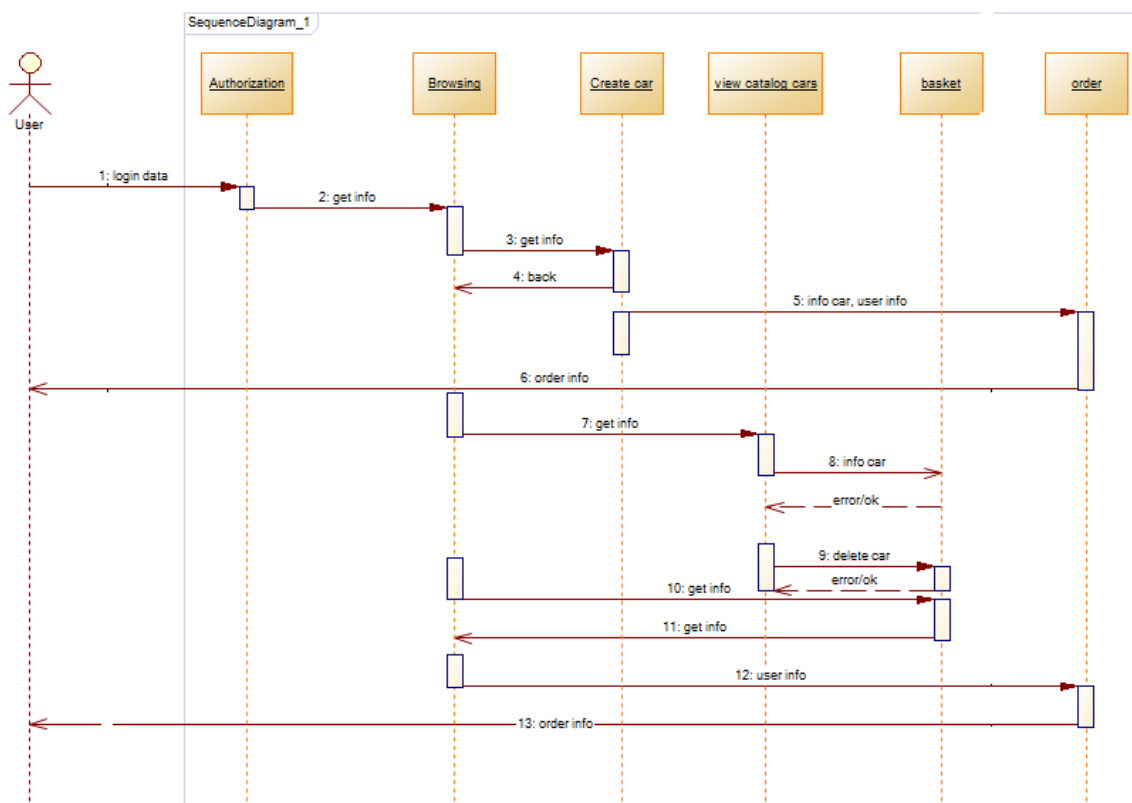 SequenceDiagram_1
Authorization
Browsing
Create car
view catalog cars
basket
order
User
1: login data
2: get info
3: get info
4: back
5: info car, user info
6: order info
7: get info
8: info car
error/ok
9: delete car
error/ok
10: get info
11: get info
12: user info
13: order info